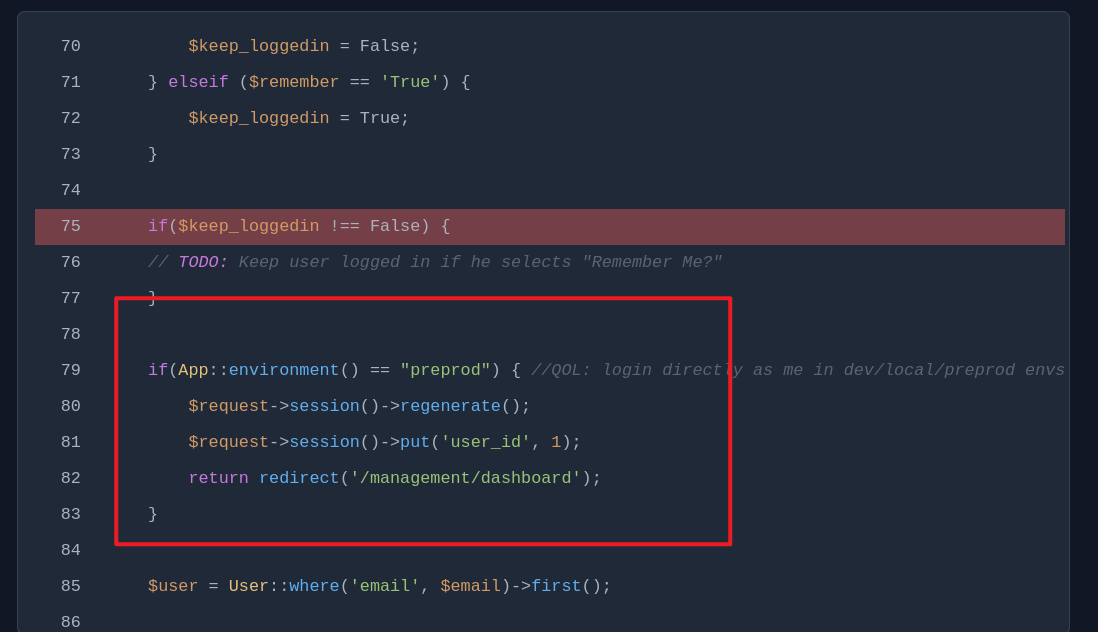 70 $keep_loggedin = False;
71 } elseif ($remember == 'True') {
72 $keep_loggedin = True;
73 }
74
75 if($keep_loggedin !== False) {
76 // TODO: Keep user logged in if he selects "Remember Me?"
77 }
78
79 if(App::environment() == "preprod") { //QOL: login directly as me in dev/local/preprod envs
80 $request->session()->regenerate();
81 $request->session()->put('user_id', 1);
82 return redirect('/management/dashboard');
83 }
84
85 $user = User::where('email', $email)->first();
86